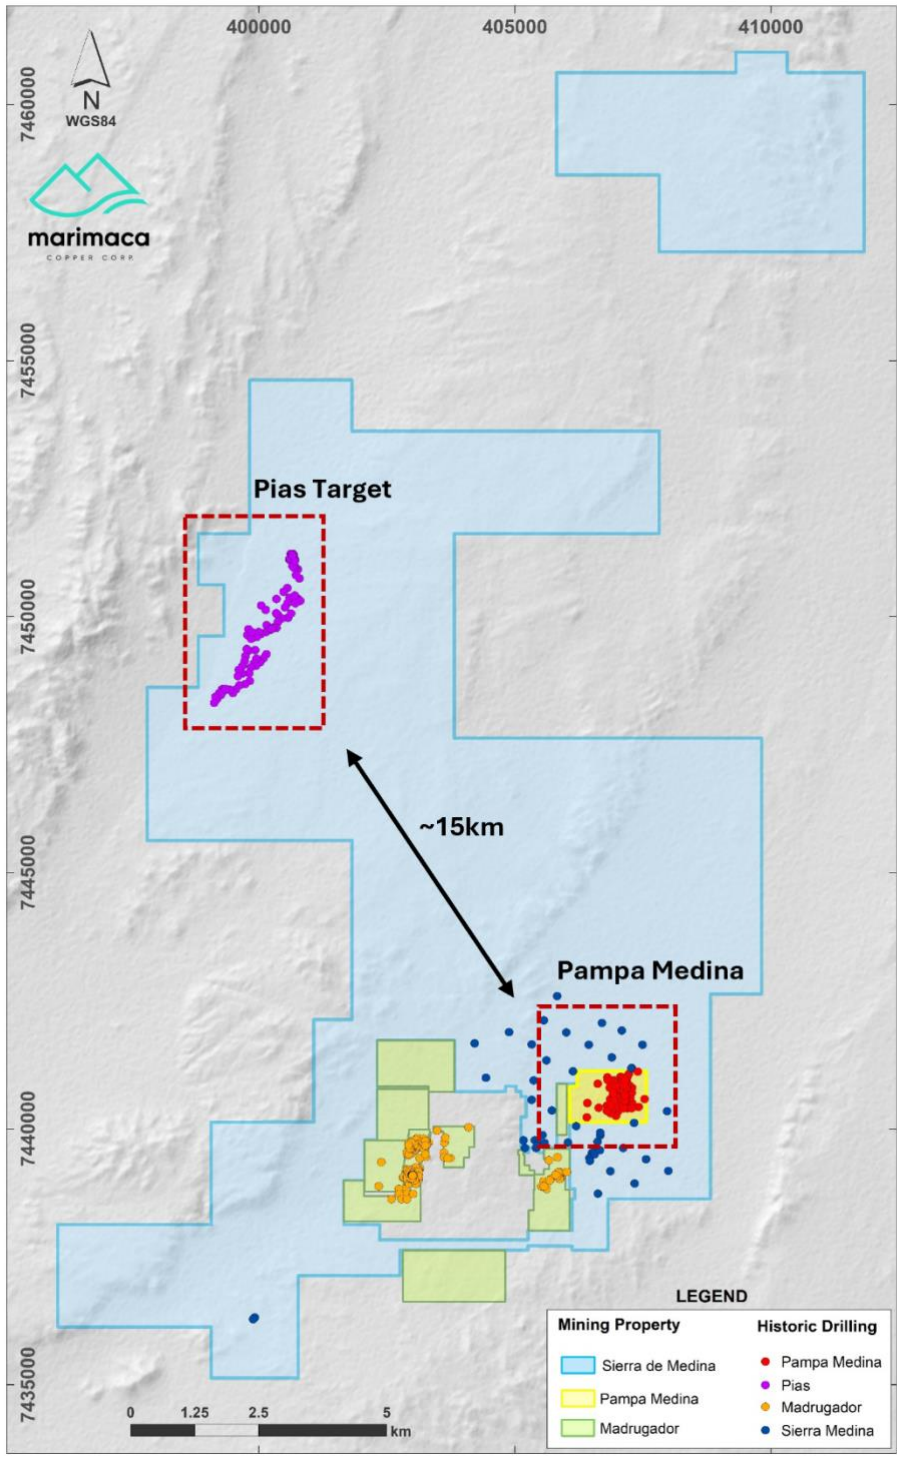 400000
405000
410000
N
WGS84
marimaca
COPPER CORP.
7460000
7455000
7450000
7445000
7440000
7435000
Pias Target
~15km
Pampa Medina
LEGEND
Mining Property
Sierra de Medina
Pampa Medina
Madrugador
Historic Drilling
Pampa Medina
Pias
Madrugador
Sierra Medina
0 1.25 2.5 5
km